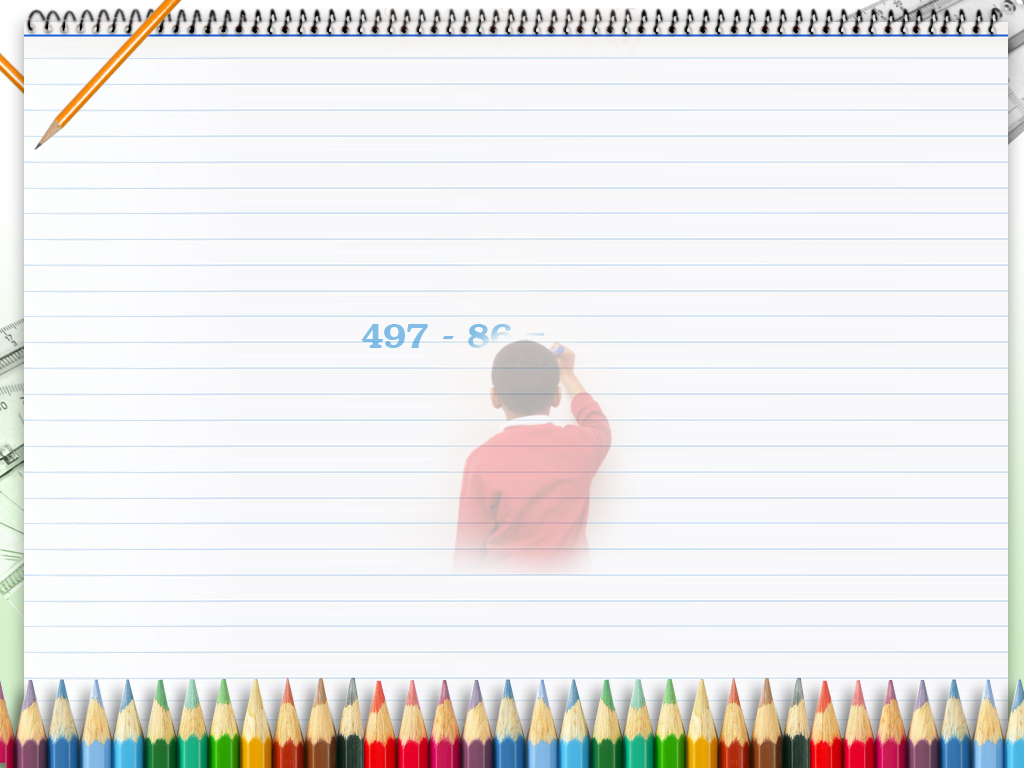 497 - 86 =